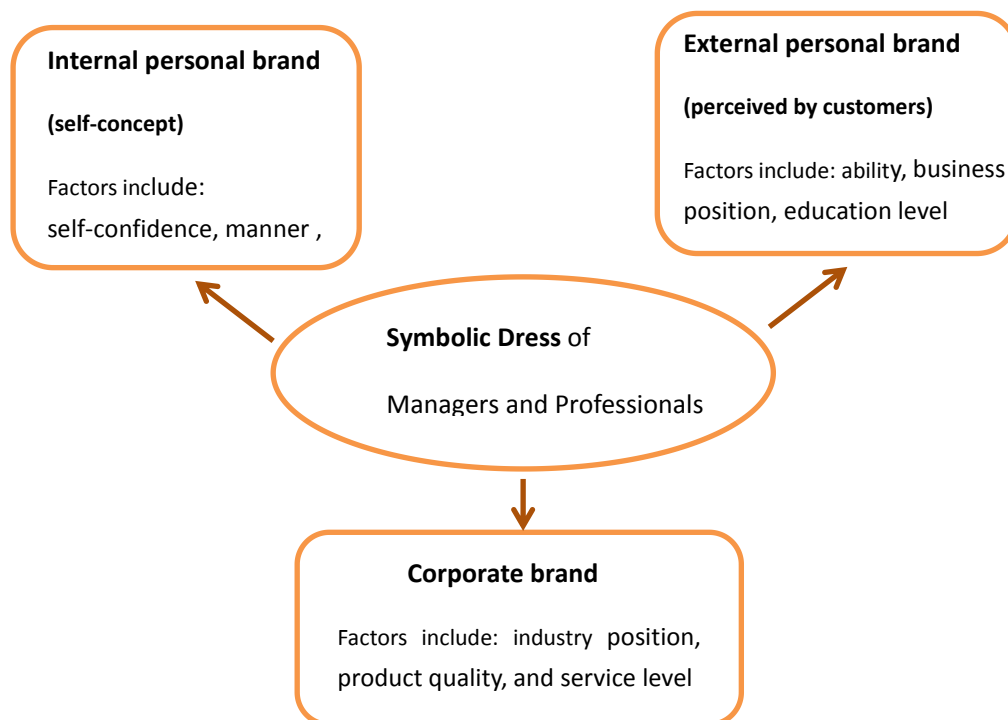 Internal personal brand
(self-concept)
Factors include:
self-confidence, manner ,
External personal brand
(perceived by customers)
Factors include: ability, business
position, education level
Symbolic Dress of
Managers and Professionals
Corporate brand
Factors include: industry position,
product quality, and service level